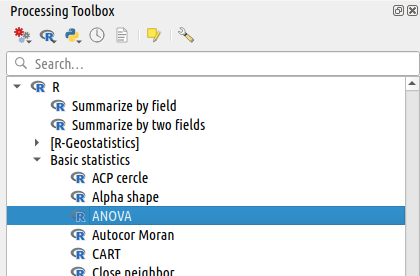 Processing Toolbox
Search...
R
Summarize by field
Summarize by two fields
[R-Geostatistics]
Basic statistics
ACP cercle
Alpha shape
ANOVA
Autocor Moran
CART
Close neighbor